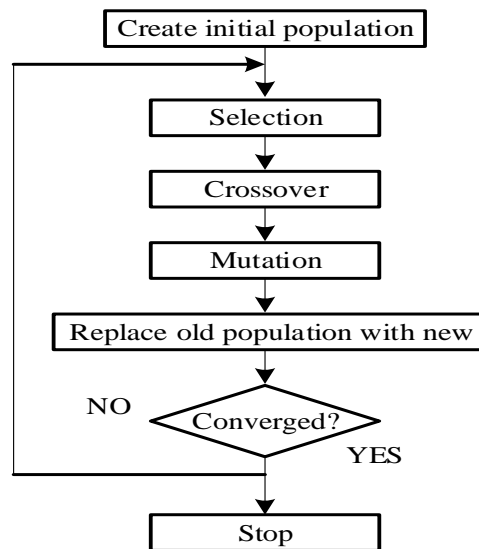 Create initial population
Selection
Crossover
Mutation
Replace old population with new
NO
Converged?
YES
Stop